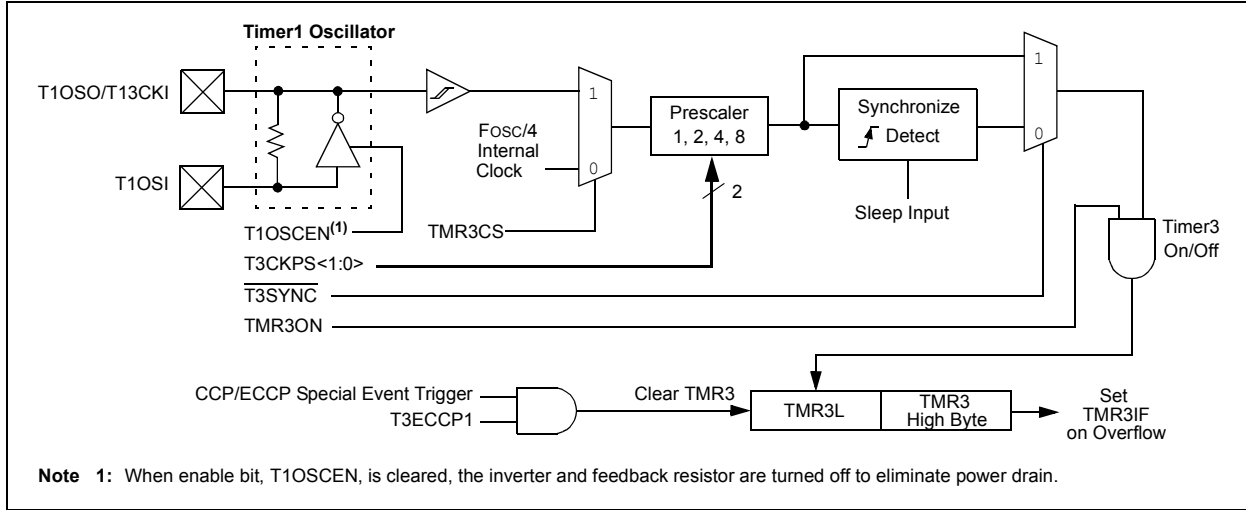 Timer1 Oscillator
T1OSO/T13CKI
T1OSI
FOSC/4
Internal
Clock
1
0
Prescaler
1, 2, 4, 8
2
Synchronize
Detect
Sleep Input
1
0
T1OSCEN(1)
TMR3CS
T3CKPS<1:0>
T3SYNC
TMR3ON
Timer3
On/Off
CCP/ECCP Special Event Trigger
T3ECCP1
Clear TMR3
TMR3L
TMR3
High Byte
Set
TMR3IF
on Overflow
Note 1: When enable bit, T1OSCEN, is cleared, the inverter and feedback resistor are turned off to eliminate power drain.